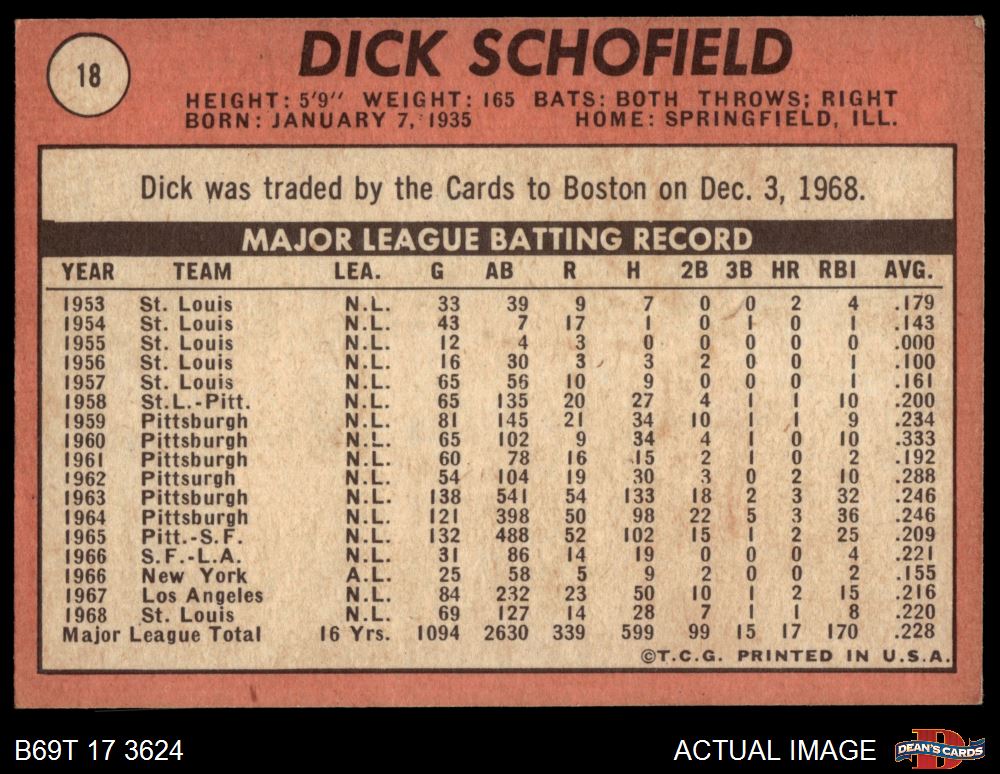 18
DICK SCHOFIELD
HEIGHT: 5'9" WEIGHT: 165 BATS: BOTH THROWS; RIGHT
BORN: JANUARY 7, 1935 HOME: SPRINGFIELD, ILL.
Dick was traded by the Cards to Boston on Dec. 3, 1968.
MAJOR LEAGUE BATTING RECORD
YEAR TEAM LEA. G AB R H 2B 3B HR RBI AVG.
1953 St. Louis N.L. 33 39 9 7 0 0 2 4 .179
1954 St. Louis N.L. 43 7 17 1 0 1 0 1 .143
1955 St. Louis N.L. 12 4 3 0 0 0 0 0 .000
1956 St. Louis N.L. 16 30 3 3 2 0 0 1 .100
1957 St. Louis N.L. 65 56 10 9 0 0 0 1 .161
1958 St.L.-Pitt. N.L. 65 135 20 27 4 1 1 10 .200
1959 Pittsburgh N.L. 81 145 21 34 10 1 1 9 .234
1960 Pittsburgh N.L. 65 102 9 34 4 1 0 10 .333
1961 Pittsburgh N.L. 60 78 16 15 2 1 0 2 .192
1962 Pittsurgh N.L. 54 104 19 30 3 0 2 10 .288
1963 Pittsburgh N.L. 138 541 54 133 18 2 3 32 .246
1964 Pittsburgh N.L. 121 398 50 98 22 5 3 36 .246
1965 Pitt.-S.F. N.L. 132 488 52 102 15 1 2 25 .209
1966 S.F.-L.A. N.L. 31 86 14 19 0 0 0 4 .221
1966 New York A.L. 25 58 5 9 2 0 0 2 .155
1967 Los Angeles N.L. 84 232 23 50 10 1 2 15 .216
1968 St. Louis N.L. 69 127 14 28 7 1 1 8 .220
Major League Total 16 Yrs. 1094 2630 339 599 99 15 17 170 .228
©T.C.G. PRINTED IN U.S.A.
B69T 17 3624 ACTUAL IMAGE DEAN'S CARDS